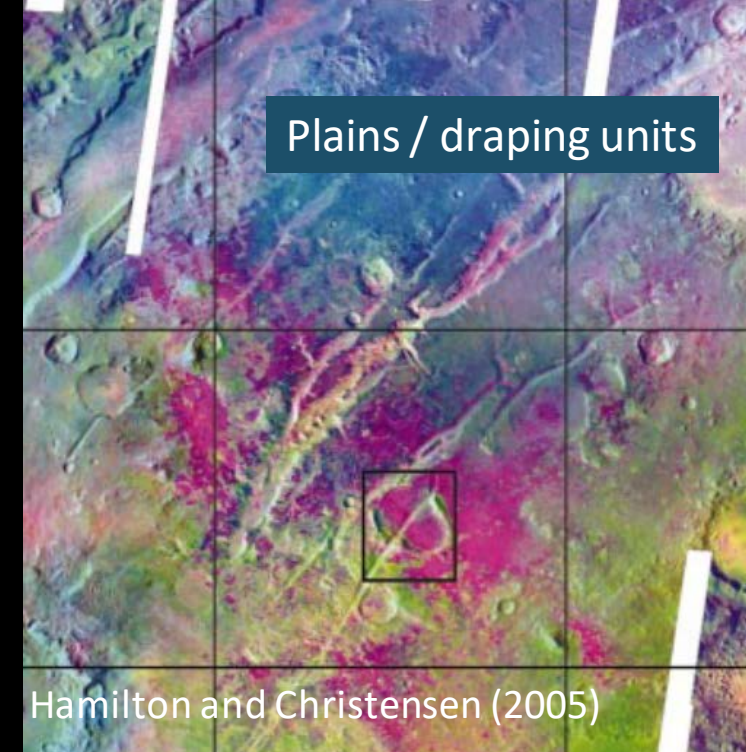 Plains / draping units
Hamilton and Christensen (2005)